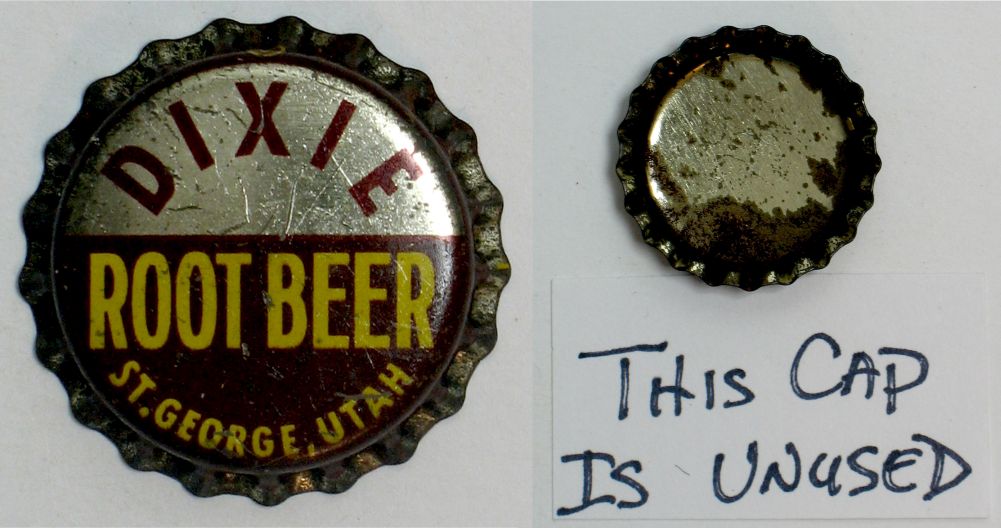 DIXIE
ROOT BEER
ST. GEORGE, UTAH
THIS CAP
IS UNUSED